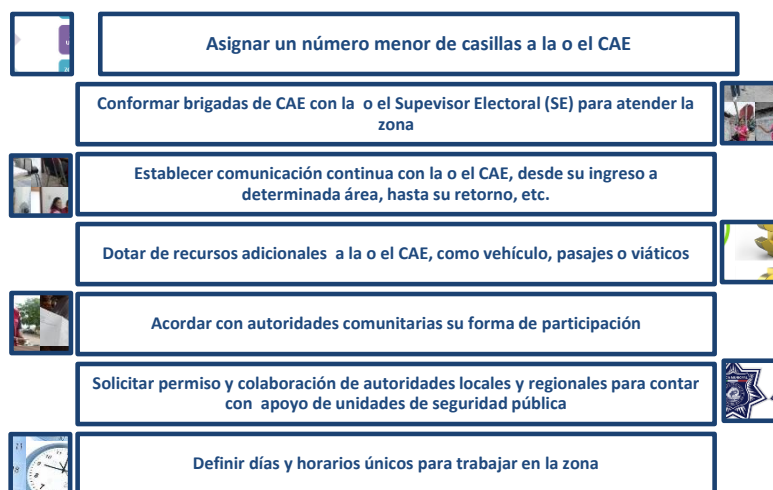 Asignar un número menor de casillas a la o el CAE
Conformar brigadas de CAE con la o el Supevisor Electoral (SE) para atender la
zona
Establecer comunicación continua con la o el CAE, desde su ingreso a
determinada área, hasta su retorno, etc.
Dotar de recursos adicionales a la o el CAE, como vehículo, pasajes o viáticos
Acordar con autoridades comunitarias su forma de participación
Solicitar permiso y colaboración de autoridades locales y regionales para contar
con apoyo de unidades de seguridad pública
Definir días y horarios únicos para trabajar en la zona